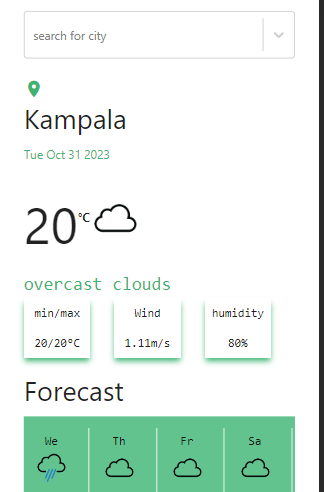 search for city
Kampala
Tue Oct 31 2023
20°C
overcast clouds
min/max Wind humidity
20/20°C 1.11m/s 80%
Forecast
We Th Fr Sa